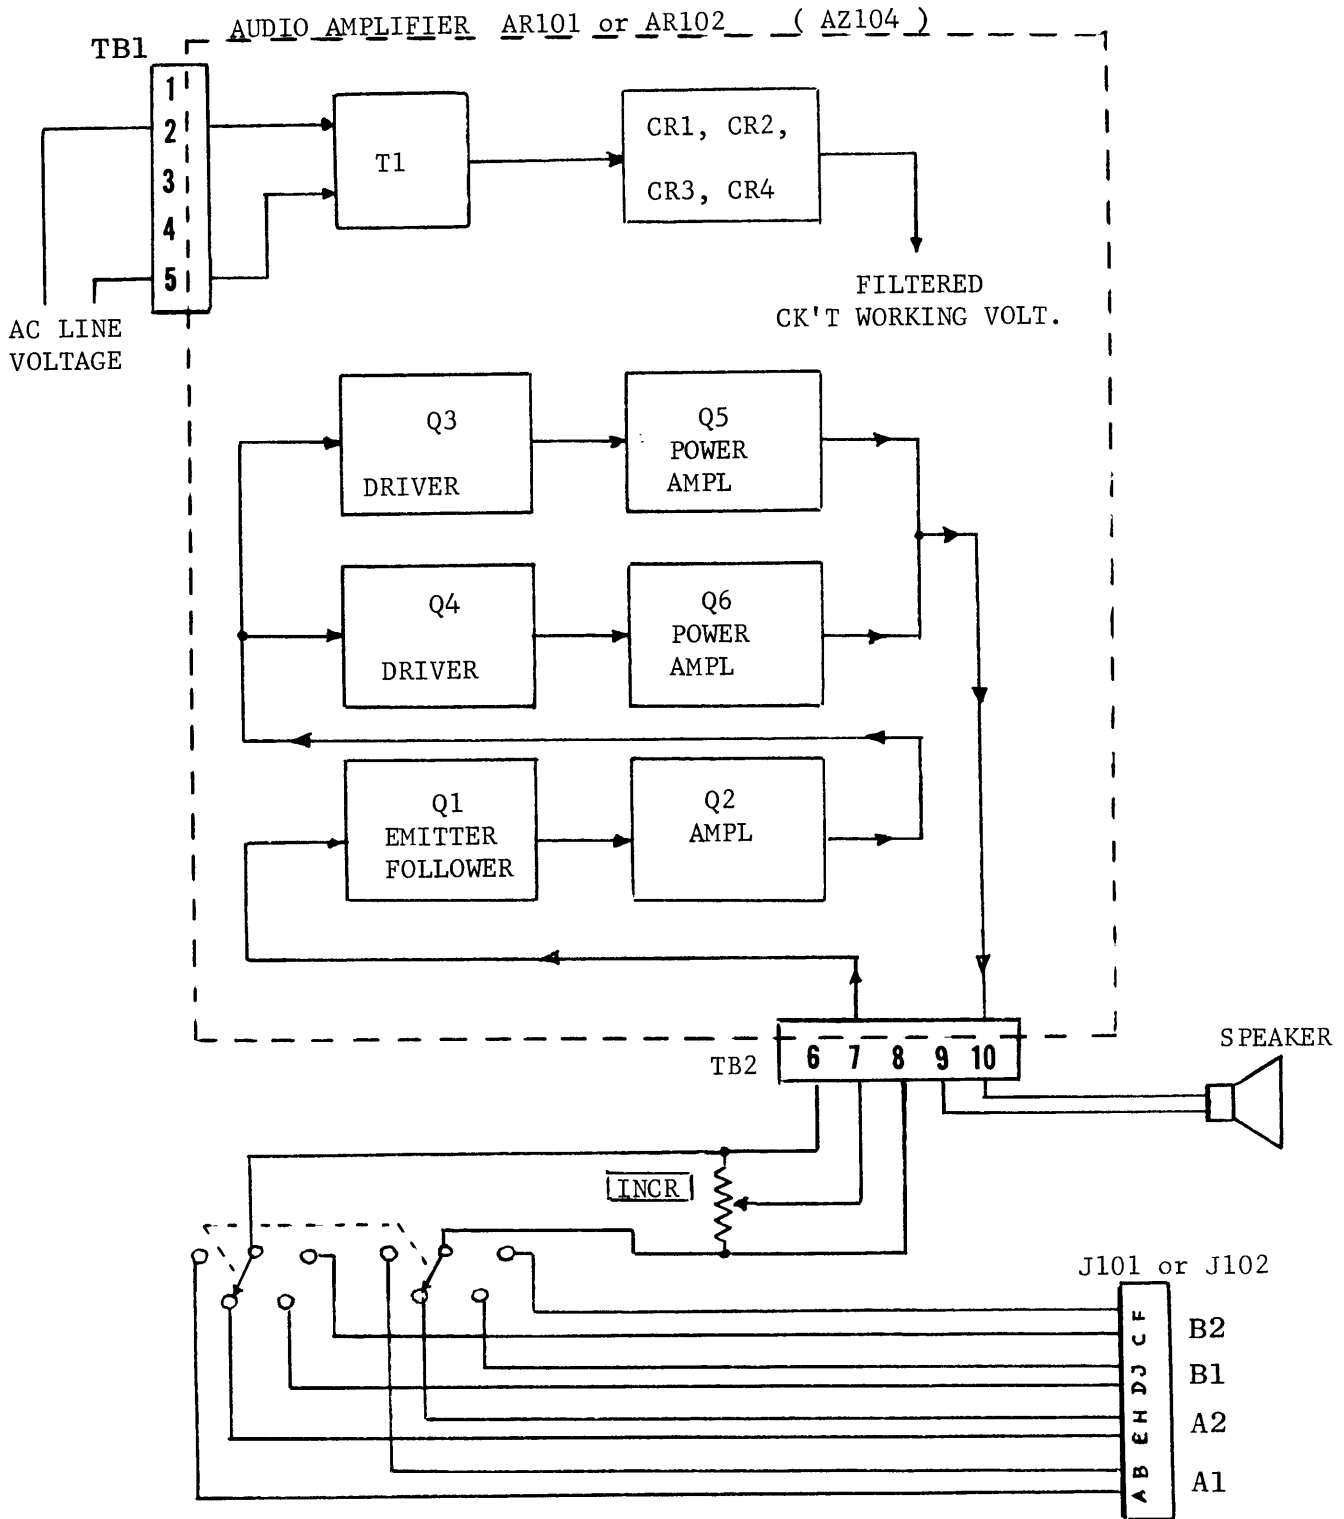 AUDIO AMPLIFIER AR101 or AR102 ( AZ104 )
TB1
1
2
3
4
5
T1
CR1, CR2,
CR3, CR4
AC LINE
VOLTAGE
FILTERED
CK'T WORKING VOLT.
Q3
DRIVER
Q5
POWER
AMPL
Q4
DRIVER
Q6
POWER
AMPL
Q1
EMITTER
FOLLOWER
Q2
AMPL
TB2
6 7 8 9 10
SPEAKER
INCR
J101 or J102
F
C
B2
J
D
B1
H
E
A2
B
A
A1